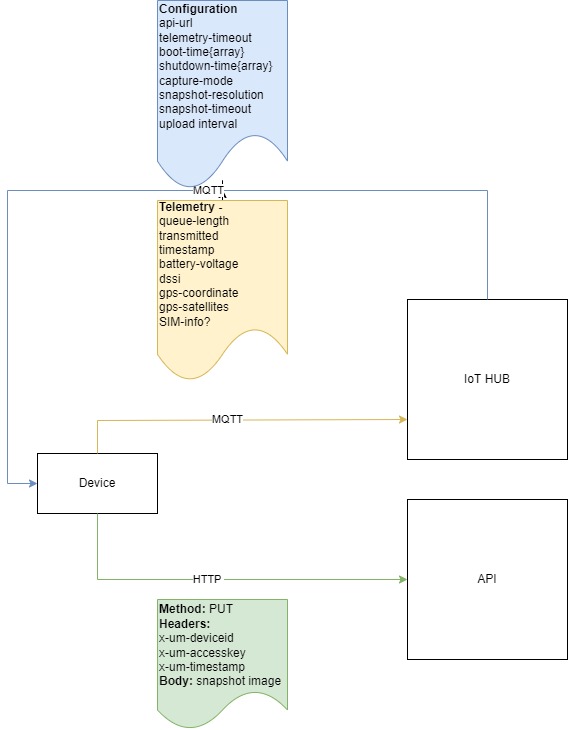 Configuration
api-url
telemetry-timeout
boot-time{array}
shutdown-time{array}
capture-mode
snapshot-resolution
snapshot-timeout
upload interval
MQTT
Telemetry -
queue-length
transmitted
timestamp
battery-voltage
dssi
gps-coordinate
gps-satellites
SIM-info?
IoT HUB
MQTT
Device
HTTP
API
Method: PUT
Headers:
x-um-deviceid
x-um-accesskey
x-um-timestamp
Body: snapshot image